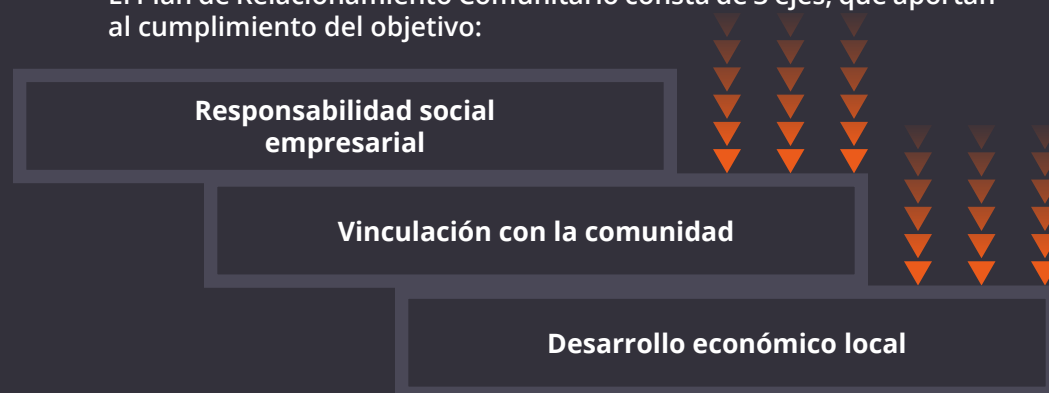 El Plan de Relacionamiento Comunitario consta de 3 ejes, que aportan
al cumplimiento del objetivo:
Responsabilidad social
empresarial
Vinculación con la comunidad
Desarrollo económico local